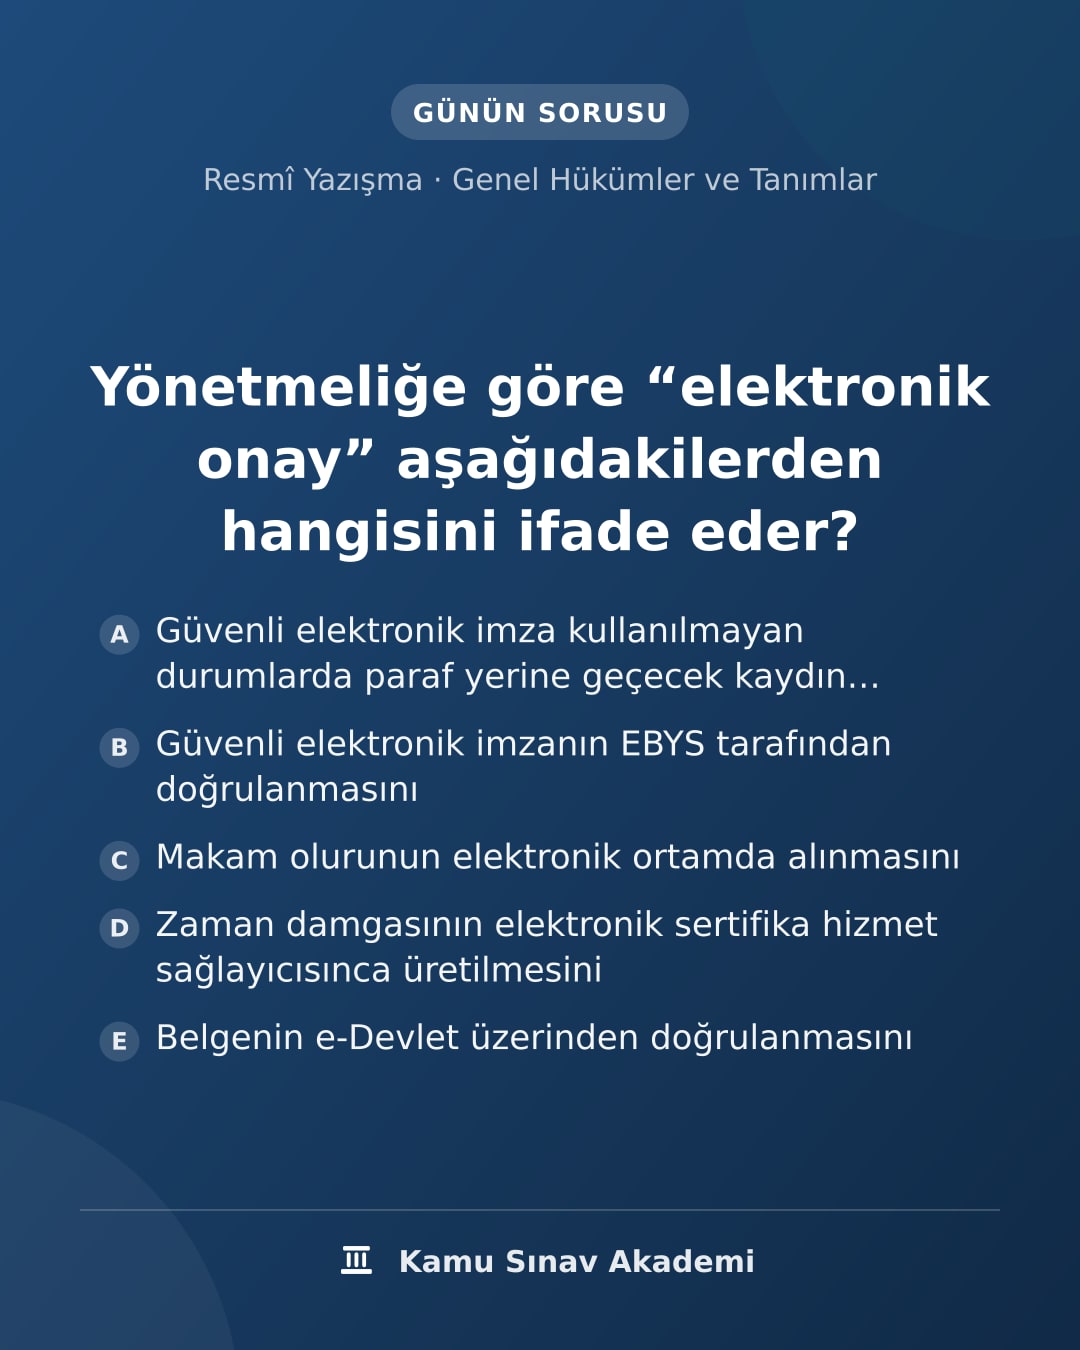 GÜNÜN SORUSU
Resmî Yazışma · Genel Hükümler ve Tanımlar
Yönetmeliğe göre “elektronik
onay” aşağıdakilerden
hangisini ifade eder?
A Güvenli elektronik imza kullanılmayan
durumlarda paraf yerine geçecek kaydın…
B Güvenli elektronik imzanın EBYS tarafından
doğrulanmasını
C Makam olurunun elektronik ortamda alınmasını
D Zaman damgasının elektronik sertifika hizmet
sağlayıcısınca üretilmesini
E Belgenin e-Devlet üzerinden doğrulanmasını
Kamu Sınav Akademi